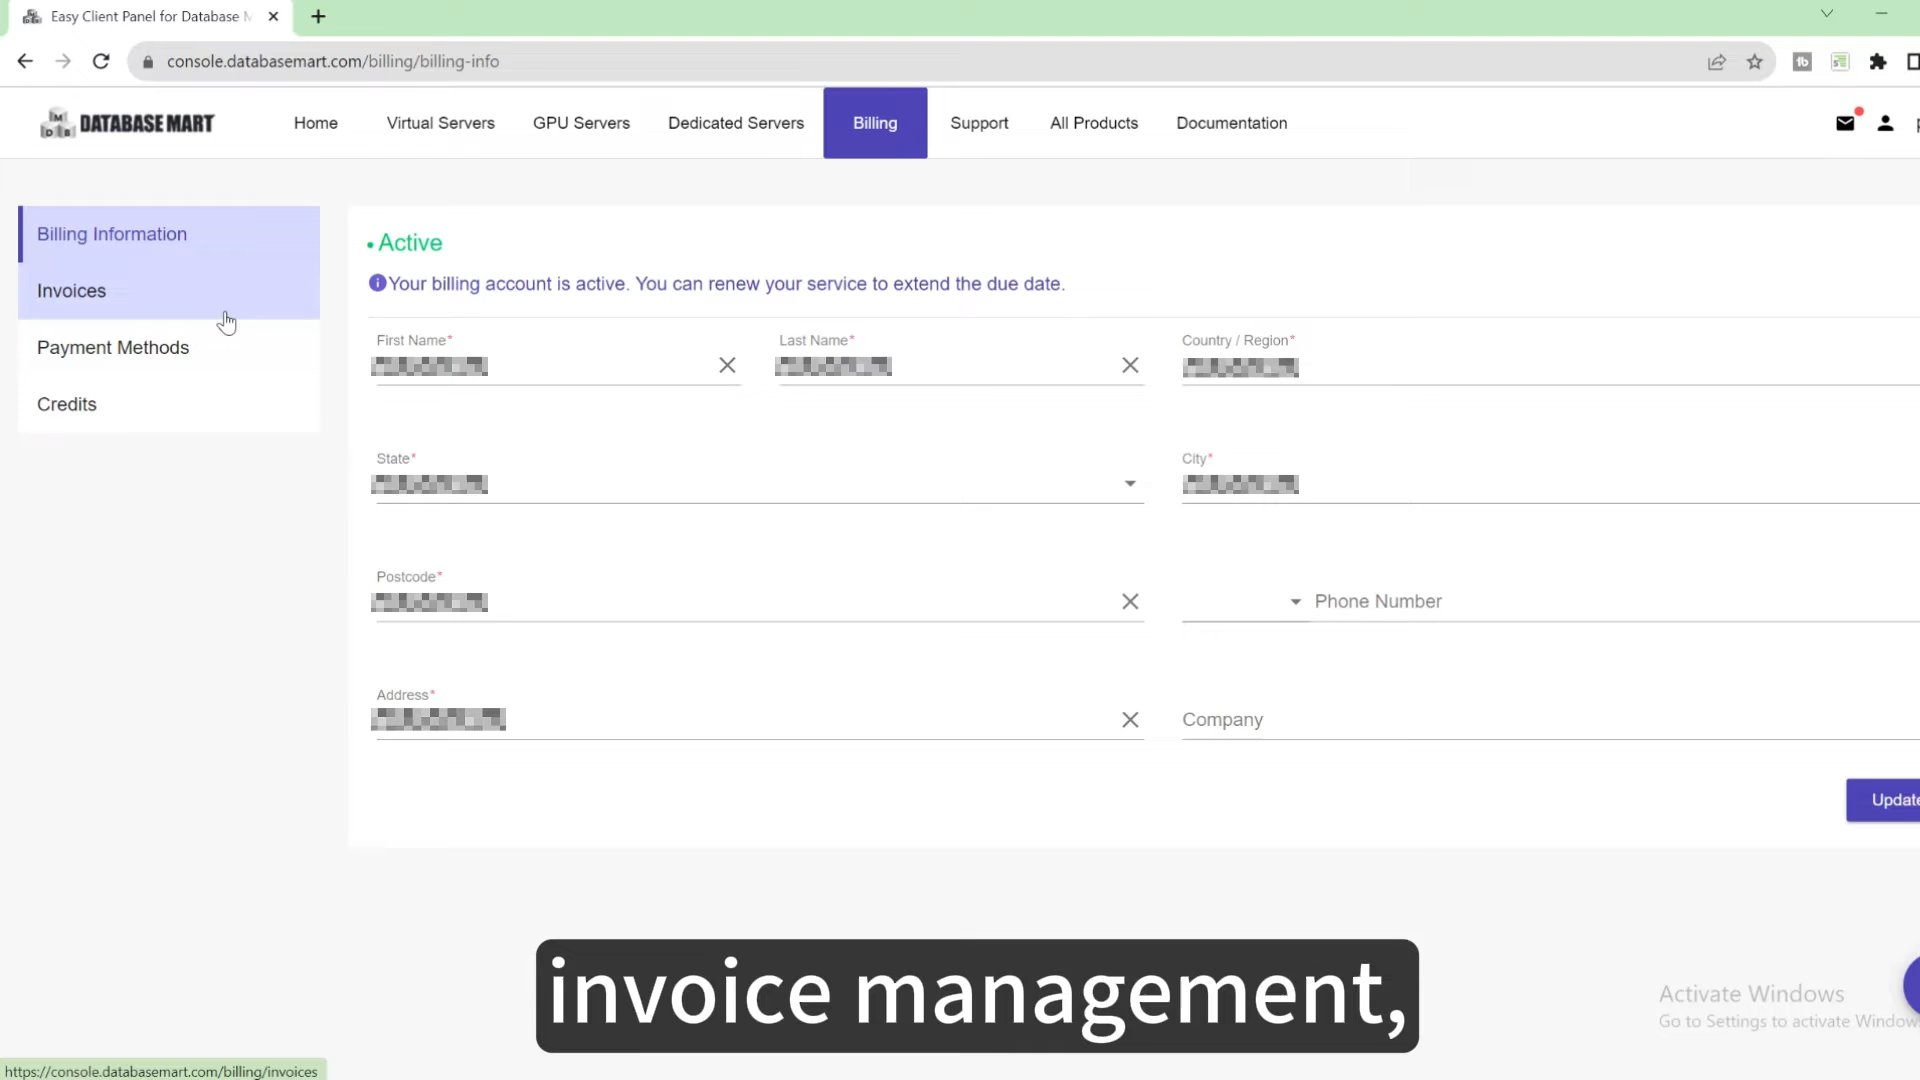 Easy Client Panel for Database M
console.databasemart.com/billing/billing-info
M D B DATABASE MART
Home Virtual Servers GPU Servers Dedicated Servers Billing Support All Products Documentation
Billing Information
Invoices
Payment Methods
Credits
• Active
Your billing account is active. You can renew your service to extend the due date.
First Name* Last Name* Country / Region*
State* City*
Postcode*
Phone Number
Address*
Company
Update
invoice management,
Activate Windows
Go to Settings to activate Windows
https://console.databasemart.com/billing/invoices